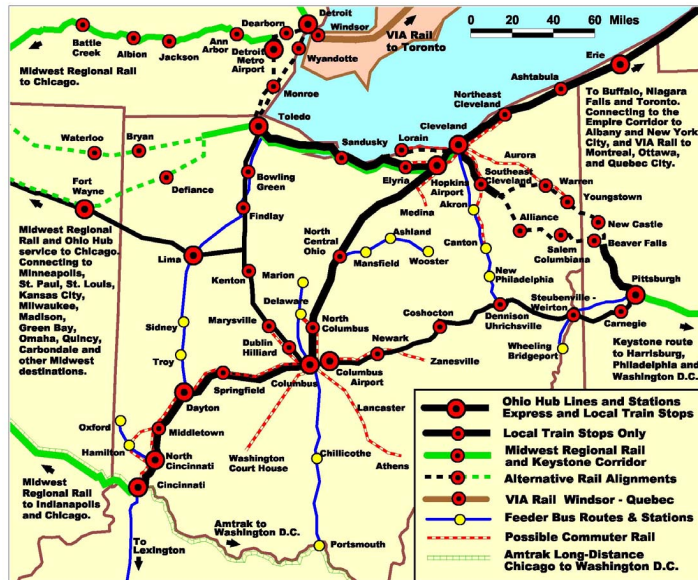 Dearborn
Detroit
Windsor
Ann
Arbor
Battle
Creek
Albion
Jackson
Detroit
Metro
Airport
Wyandotte
Monroe
Midwest Regional Rail
to Chicago.
VIA Rail
to Toronto
0 20 40 60 Miles
Erie
Ashtabula
Northeast
Cleveland
To Buffalo, Niagara
Falls and Toronto.
Connecting to the
Empire Corridor to
Albany and New York
City, and VIA Rail to
Montreal, Ottawa,
and Quebec City.
Toledo
Waterloo
Bryan
Defiance
Fort
Wayne
Sandusky
Lorain
Cleveland
Elyria
Hopkins
Airport
Medina
Aurora
Southeast
Cleveland
Warren
Youngstown
Akron
Alliance
New Castle
Salem
Columbiana
Beaver Falls
Canton
Bowling
Green
Findlay
Midwest Regional
Rail and Ohio Hub
service to Chicago.
Connecting to
Minneapolis,
St. Paul, St. Louis,
Kansas City,
Milwaukee,
Madison,
Green Bay,
Omaha, Quincy,
Carbondale and
other Midwest
destinations.
Lima
Kenton
North
Central
Ohio
Ashland
Mansfield
Wooster
Marion
Delaware
New
Philadelphia
Pittsburgh
Steubenville -
Weirton
Carnegie
Dennison
Uhrichsville
Coshocton
Wheeling
Bridgeport
Keystone route
to Harrisburg,
Philadelphia and
Washington D.C.
Marysville
Dublin
Hilliard
North
Columbus
Newark
Zanesville
Columbus
Columbus
Airport
Sidney
Troy
Springfield
Dayton
Lancaster
Athens
Washington
Court House
Chillicothe
Portsmouth
Oxford
Middletown
Hamilton
North
Cincinnati
Cincinnati
Midwest
Regional Rail
to Indianapolis
and Chicago.
To
Lexington
Amtrak to
Washington D.C.
Ohio Hub Lines and Stations
Express and Local Train Stops
Local Train Stops Only
Midwest Regional Rail
and Keystone Corridor
Alternative Rail Alignments
VIA Rail Windsor - Quebec
Feeder Bus Routes & Stations
Possible Commuter Rail
Amtrak Long-Distance
Chicago to Washington D.C.